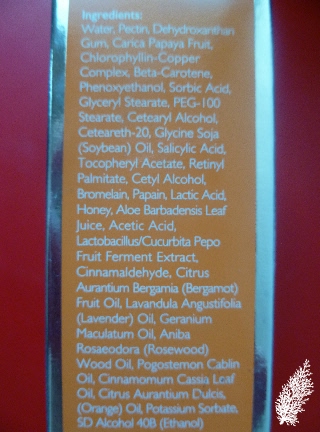 Ingredients:
Water, Pectin, Dehydroxanthan
Gum, Carica Papaya Fruit,
Chlorophyllin-Copper
Complex, Beta-Carotene,
Phenoxyethanol, Sorbic Acid,
Glyceryl Stearate, PEG-100
Stearate, Cetearyl Alcohol,
Ceteareth-20, Glycine Soja
(Soybean) Oil, Salicylic Acid,
Tocopheryl Acetate, Retinyl
Palmitate, Cetyl Alcohol,
Bromelain, Papain, Lactic Acid,
Honey, Aloe Barbadensis Leaf
Juice, Acetic Acid,
Lactobacillus/Cucurbita Pepo
Fruit Ferment Extract,
Cinnamaldehyde, Citrus
Aurantium Bergamia (Bergamot)
Fruit Oil, Lavandula Angustifolia
(Lavender) Oil, Geranium
Maculatum Oil, Aniba
Rosaeodora (Rosewood)
Wood Oil, Pogostemon Cablin
Oil, Cinnamomum Cassia Leaf
Oil, Citrus Aurantium Dulcis,
(Orange) Oil, Potassium Sorbate,
SD Alcohol 40B (Ethanol)